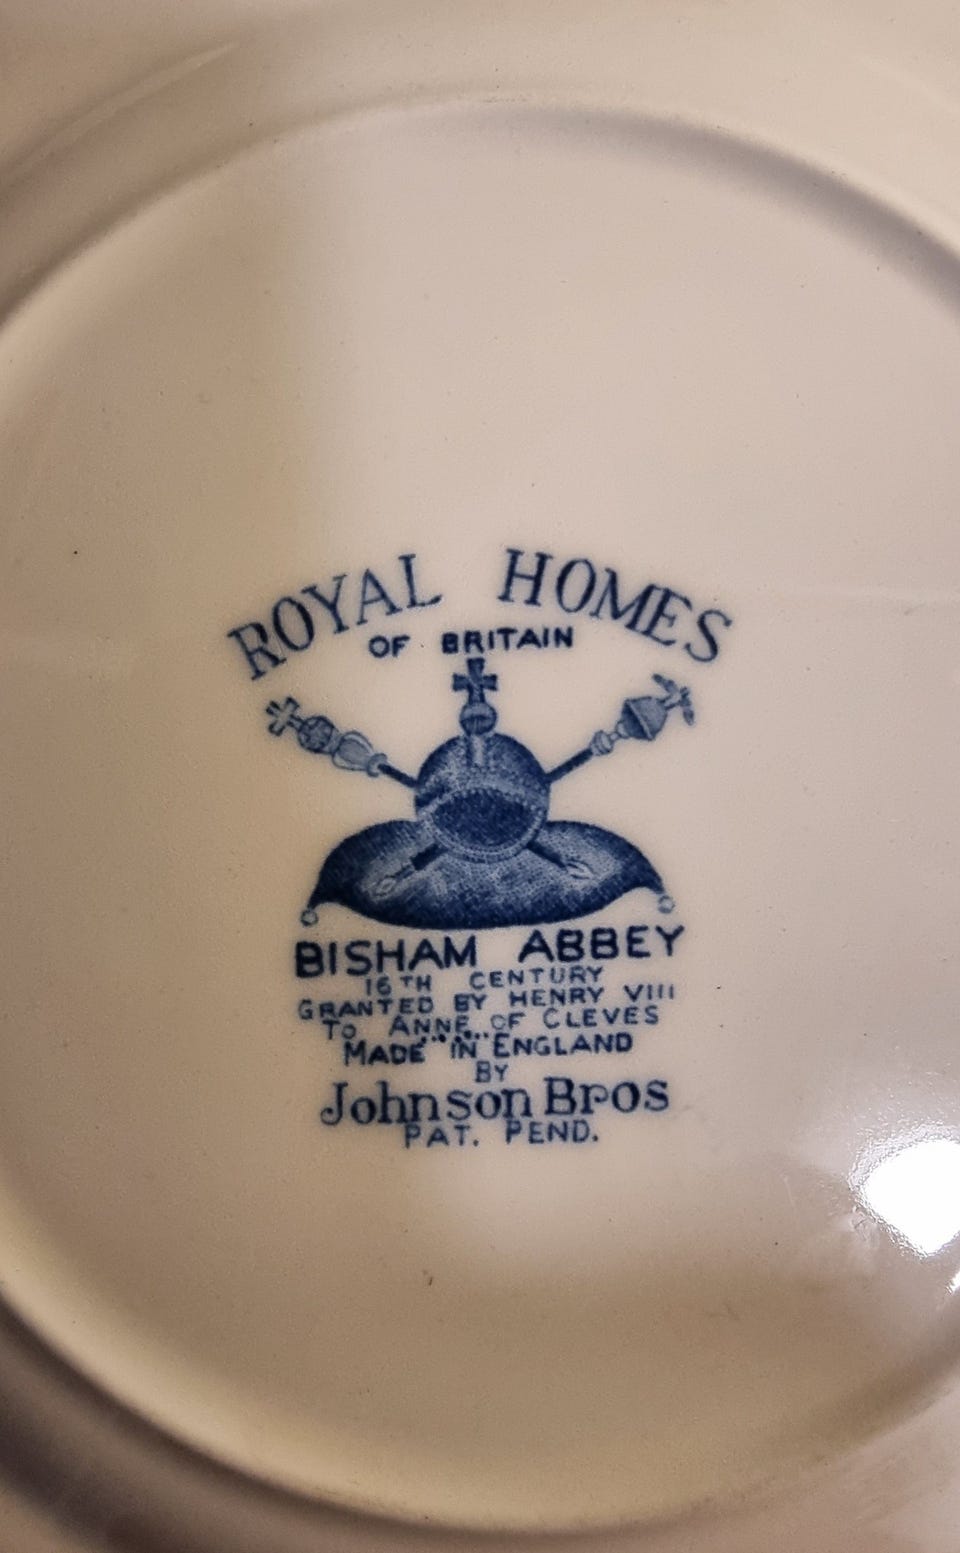 ROYAL HOMES
OF BRITAIN
BISHAM ABBEY
16TH CENTURY
GRANTED BY HENRY VIII
TO ANNE OF CLEVES
MADE IN ENGLAND
BY
Johnson Bros
PAT. PEND.